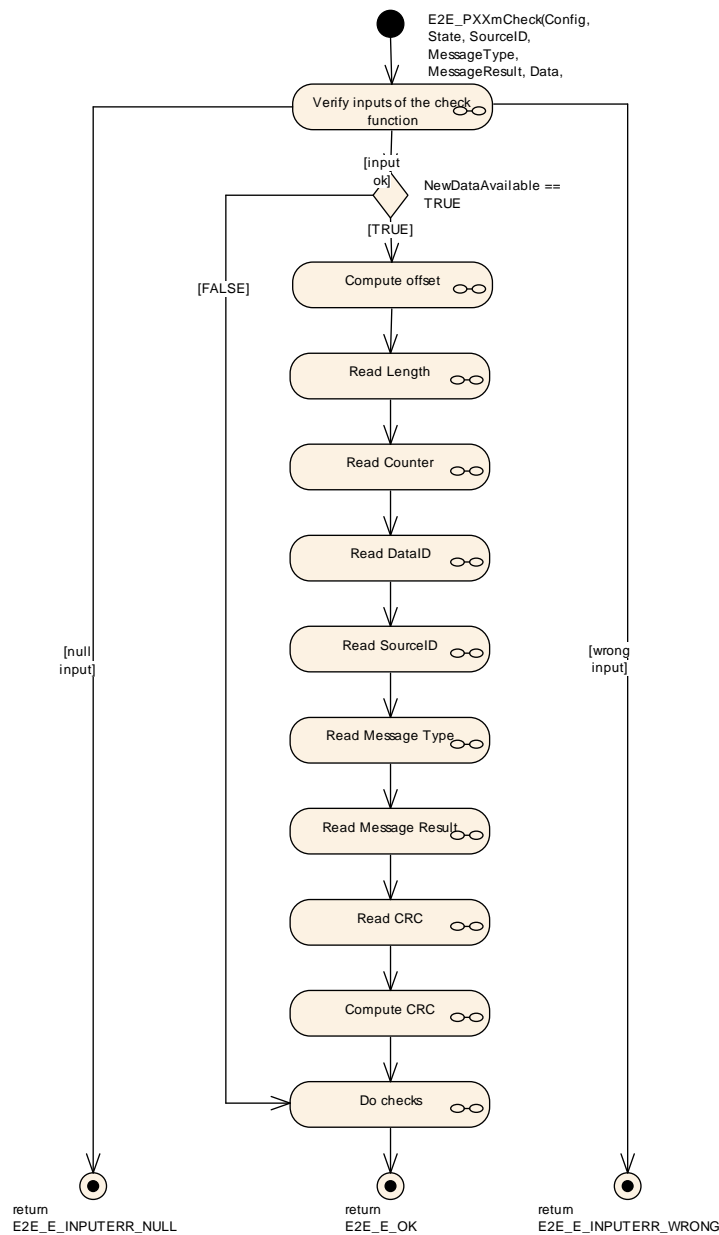 E2E_PXXmCheck(Config,
State, SourceID,
MessageType,
MessageResult, Data,
Verify inputs of the check
function
[input
ok]
NewDataAvailable ==
TRUE
[TRUE]
Compute offset
[FALSE]
Read Length
Read Counter
Read DataID
Read SourceID
[null
input]
[wrong
input]
Read Message Type
Read Message Result
Read CRC
Compute CRC
Do checks
return
E2E_E_INPUTERR_NULL
return
E2E_E_OK
return
E2E_E_INPUTERR_WRONG